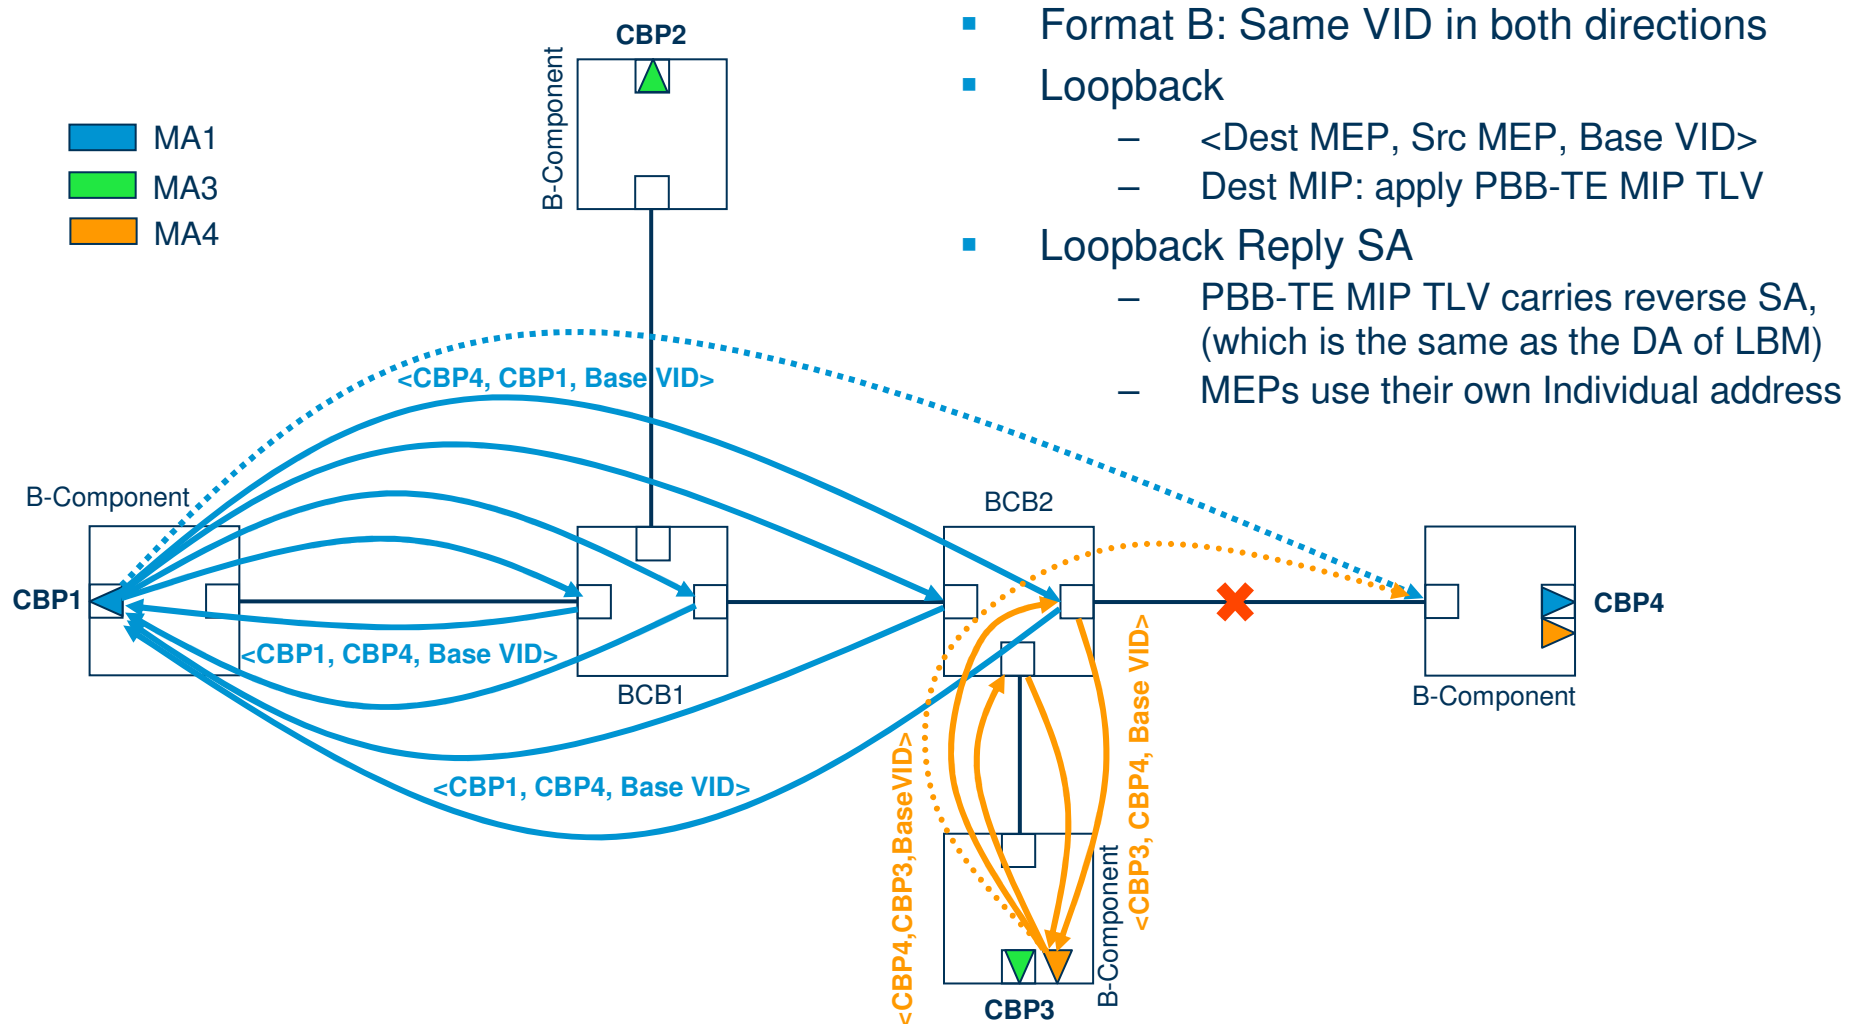 ▪ Format B: Same VID in both directions
▪ Loopback
– <Dest MEP, Src MEP, Base VID>
– Dest MIP: apply PBB-TE MIP TLV
▪ Loopback Reply SA
– PBB-TE MIP TLV carries reverse SA,
(which is the same as the DA of LBM)
– MEPs use their own Individual address
CBP2
B-Component
MA1
MA3
MA4
<CBP4, CBP1, Base VID>
B-Component
BCB2
CBP1
CBP4
<CBP1, CBP4, Base VID>
BCB1
B-Component
<CBP1, CBP4, Base VID>
<CBP4,CBP3,BaseVID>
<CBP3, CBP4, Base VID>
B-Component
CBP3